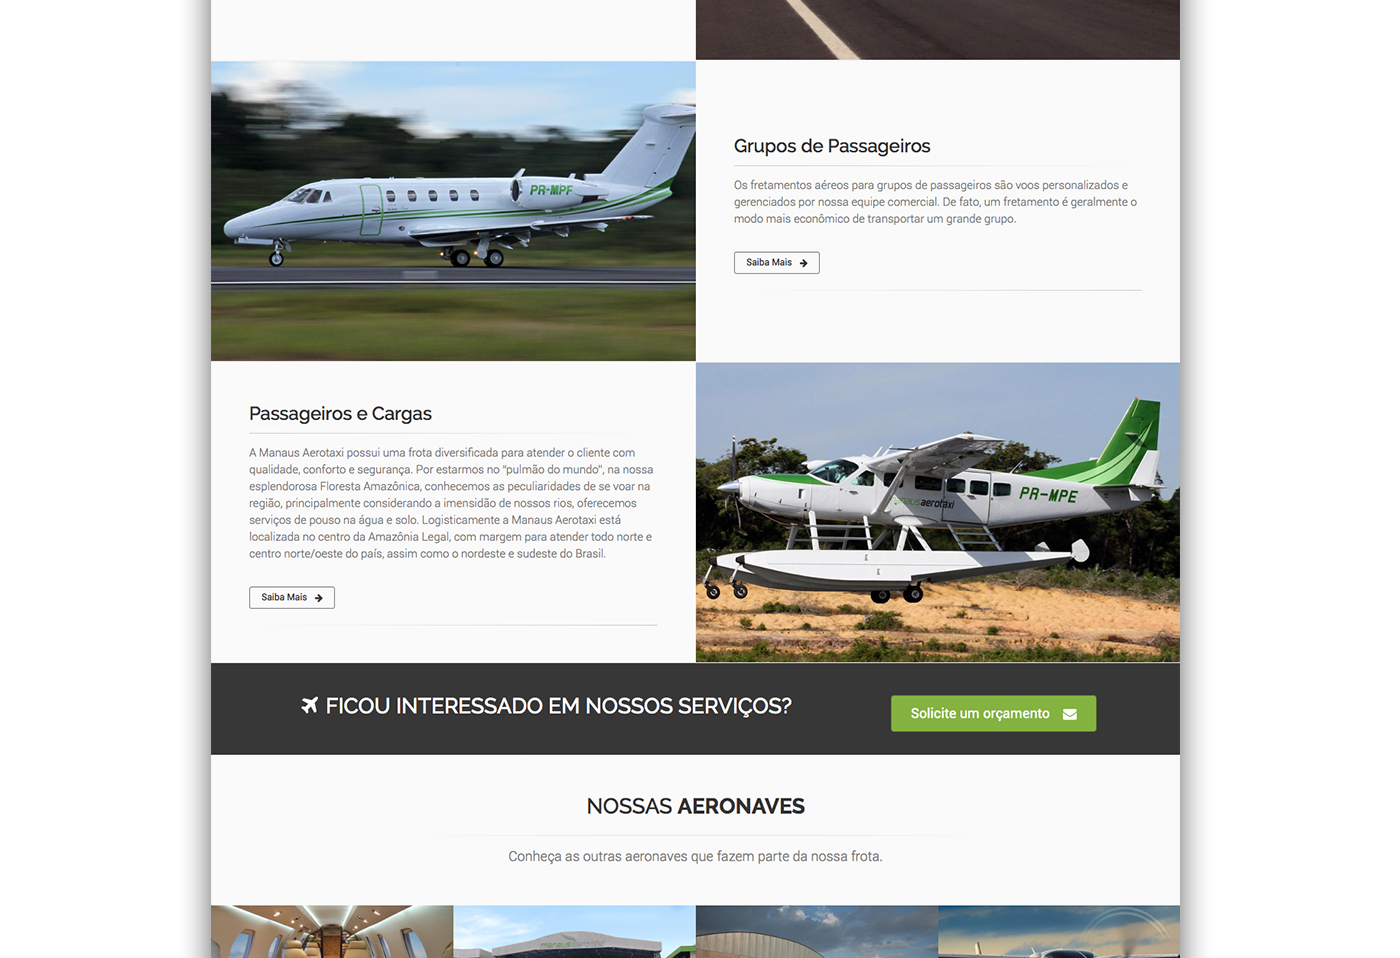 PR-MPF
Grupos de Passageiros
Os fretamentos aéreos para grupos de passageiros são voos personalizados e
gerenciados por nossa equipe comercial. De fato, um fretamento é geralmente o
modo mais econômico de transportar um grande grupo.
Saiba Mais
Passageiros e Cargas
A Manaus Aerotaxi possui uma frota diversificada para atender o cliente com
qualidade, conforto e segurança. Por estarmos no "pulmão do mundo", na nossa
esplendorosa Floresta Amazônica, conhecemos as peculiaridades de se voar na
região, principalmente considerando a imensidão de nossos rios, oferecemos
serviços de pouso na água e solo. Logisticamente a Manaus Aerotaxi está
localizada no centro da Amazônia Legal, com margem para atender todo norte e
centro norte/oeste do país, assim como o nordeste e sudeste do Brasil.
Saiba Mais
manausaerotaxi
PR-MPE
FICOU INTERESSADO EM NOSSOS SERVIÇOS?
Solicite um orçamento
NOSSAS AERONAVES
Conheça as outras aeronaves que fazem parte da nossa frota.
manausaerotaxi